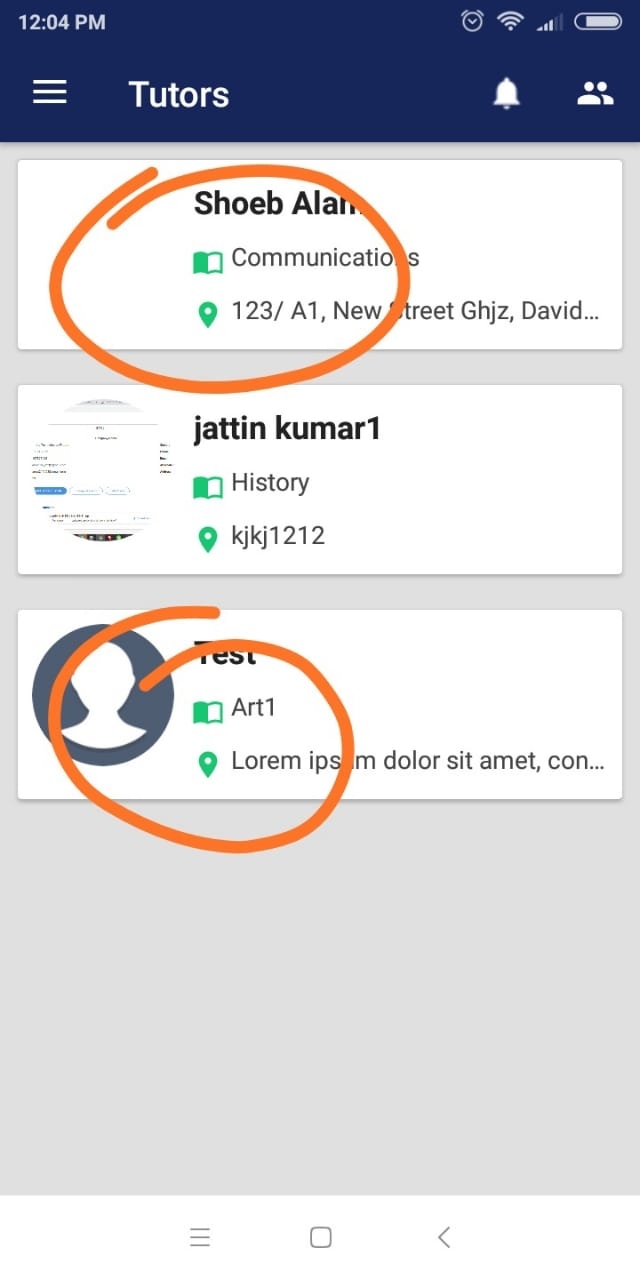 12:04 PM
Tutors
Shoeb Alam
Communications
123/ A1, New Street Ghjz, David...
jattin kumar1
History
kjkj1212
Test
Art1
Lorem ipsum dolor sit amet, con...